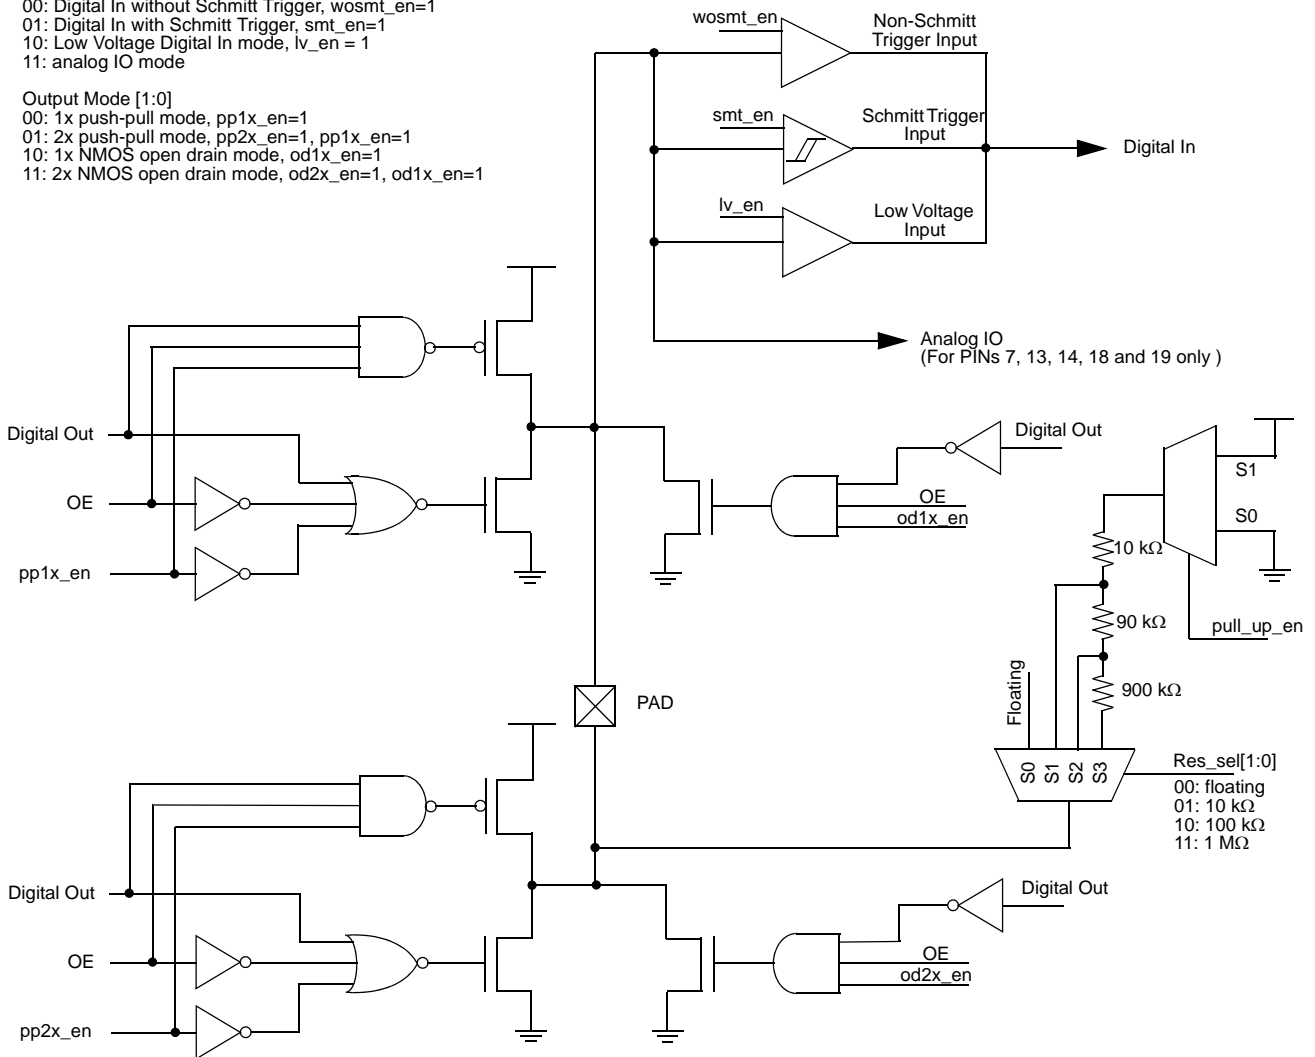 00: Digital In without Schmitt Trigger, wosmt_en=1
01: Digital In with Schmitt Trigger, smt_en=1
10: Low Voltage Digital In mode, lv_en = 1
11: analog IO mode
Output Mode [1:0]
00: 1x push-pull mode, pp1x_en=1
01: 2x push-pull mode, pp2x_en=1, pp1x_en=1
10: 1x NMOS open drain mode, od1x_en=1
11: 2x NMOS open drain mode, od2x_en=1, od1x_en=1
wosmt_en
Non-Schmitt
Trigger Input
smt_en
Schmitt Trigger
Input
Digital In
lv_en
Low Voltage
Input
Analog IO
(For PINs 7, 13, 14, 18 and 19 only )
Digital Out
OE
pp1x_en
Digital Out
OE
od1x_en
S1
S0
10 kΩ
90 kΩ
900 kΩ
pull_up_en
Floating
S0
S1
S2
S3
Res_sel[1:0]
00: floating
01: 10 kΩ
10: 100 kΩ
11: 1 MΩ
PAD
Digital Out
OE
pp2x_en
Digital Out
OE
od2x_en